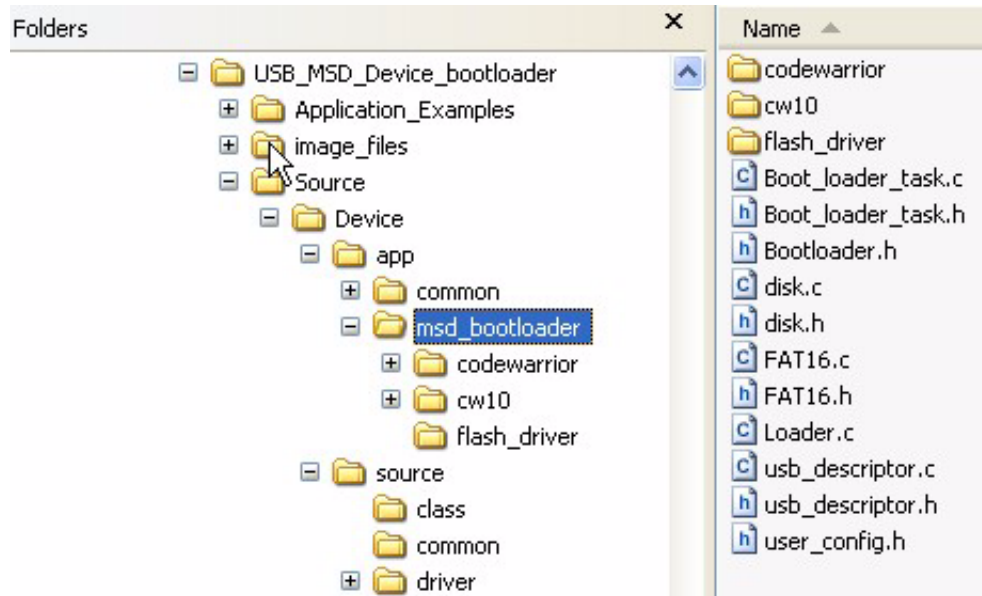 Folders
USB_MSD_Device_bootloader
Application_Examples
image_files
Source
Device
app
common
msd_bootloader
codewarrior
cw10
flash_driver
source
class
common
driver
Name
codewarrior
cw10
flash_driver
Boot_loader_task.c
Boot_loader_task.h
Bootloader.h
disk.c
disk.h
FAT16.c
FAT16.h
Loader.c
usb_descriptor.c
usb_descriptor.h
user_config.h